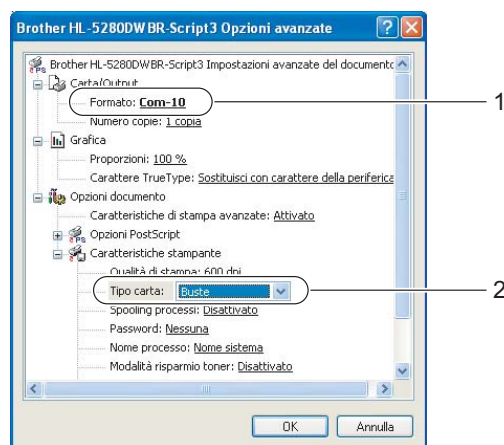 Brother HL-5280DW BR-Script3 Opzioni avanzate
Brother HL-5280DW BR-Script3 Impostazioni avanzate del documento
Carta/Output
Formato: Com-10
1
Numero copie: 1 copia
Grafica
Proporzioni: 100 %
Carattere TrueType: Sostituisci con carattere della periferica
Opzioni documento
Caratteristiche di stampa avanzate: Attivato
Opzioni PostScript
Caratteristiche stampante
Qualità di stampa: 600 dpi
Tipo carta: Buste
2
Spooling processi: Disattivato
Password: Nessuna
Nome processo: Nome sistema
Modalità risparmio toner: Disattivato
OK
Annulla